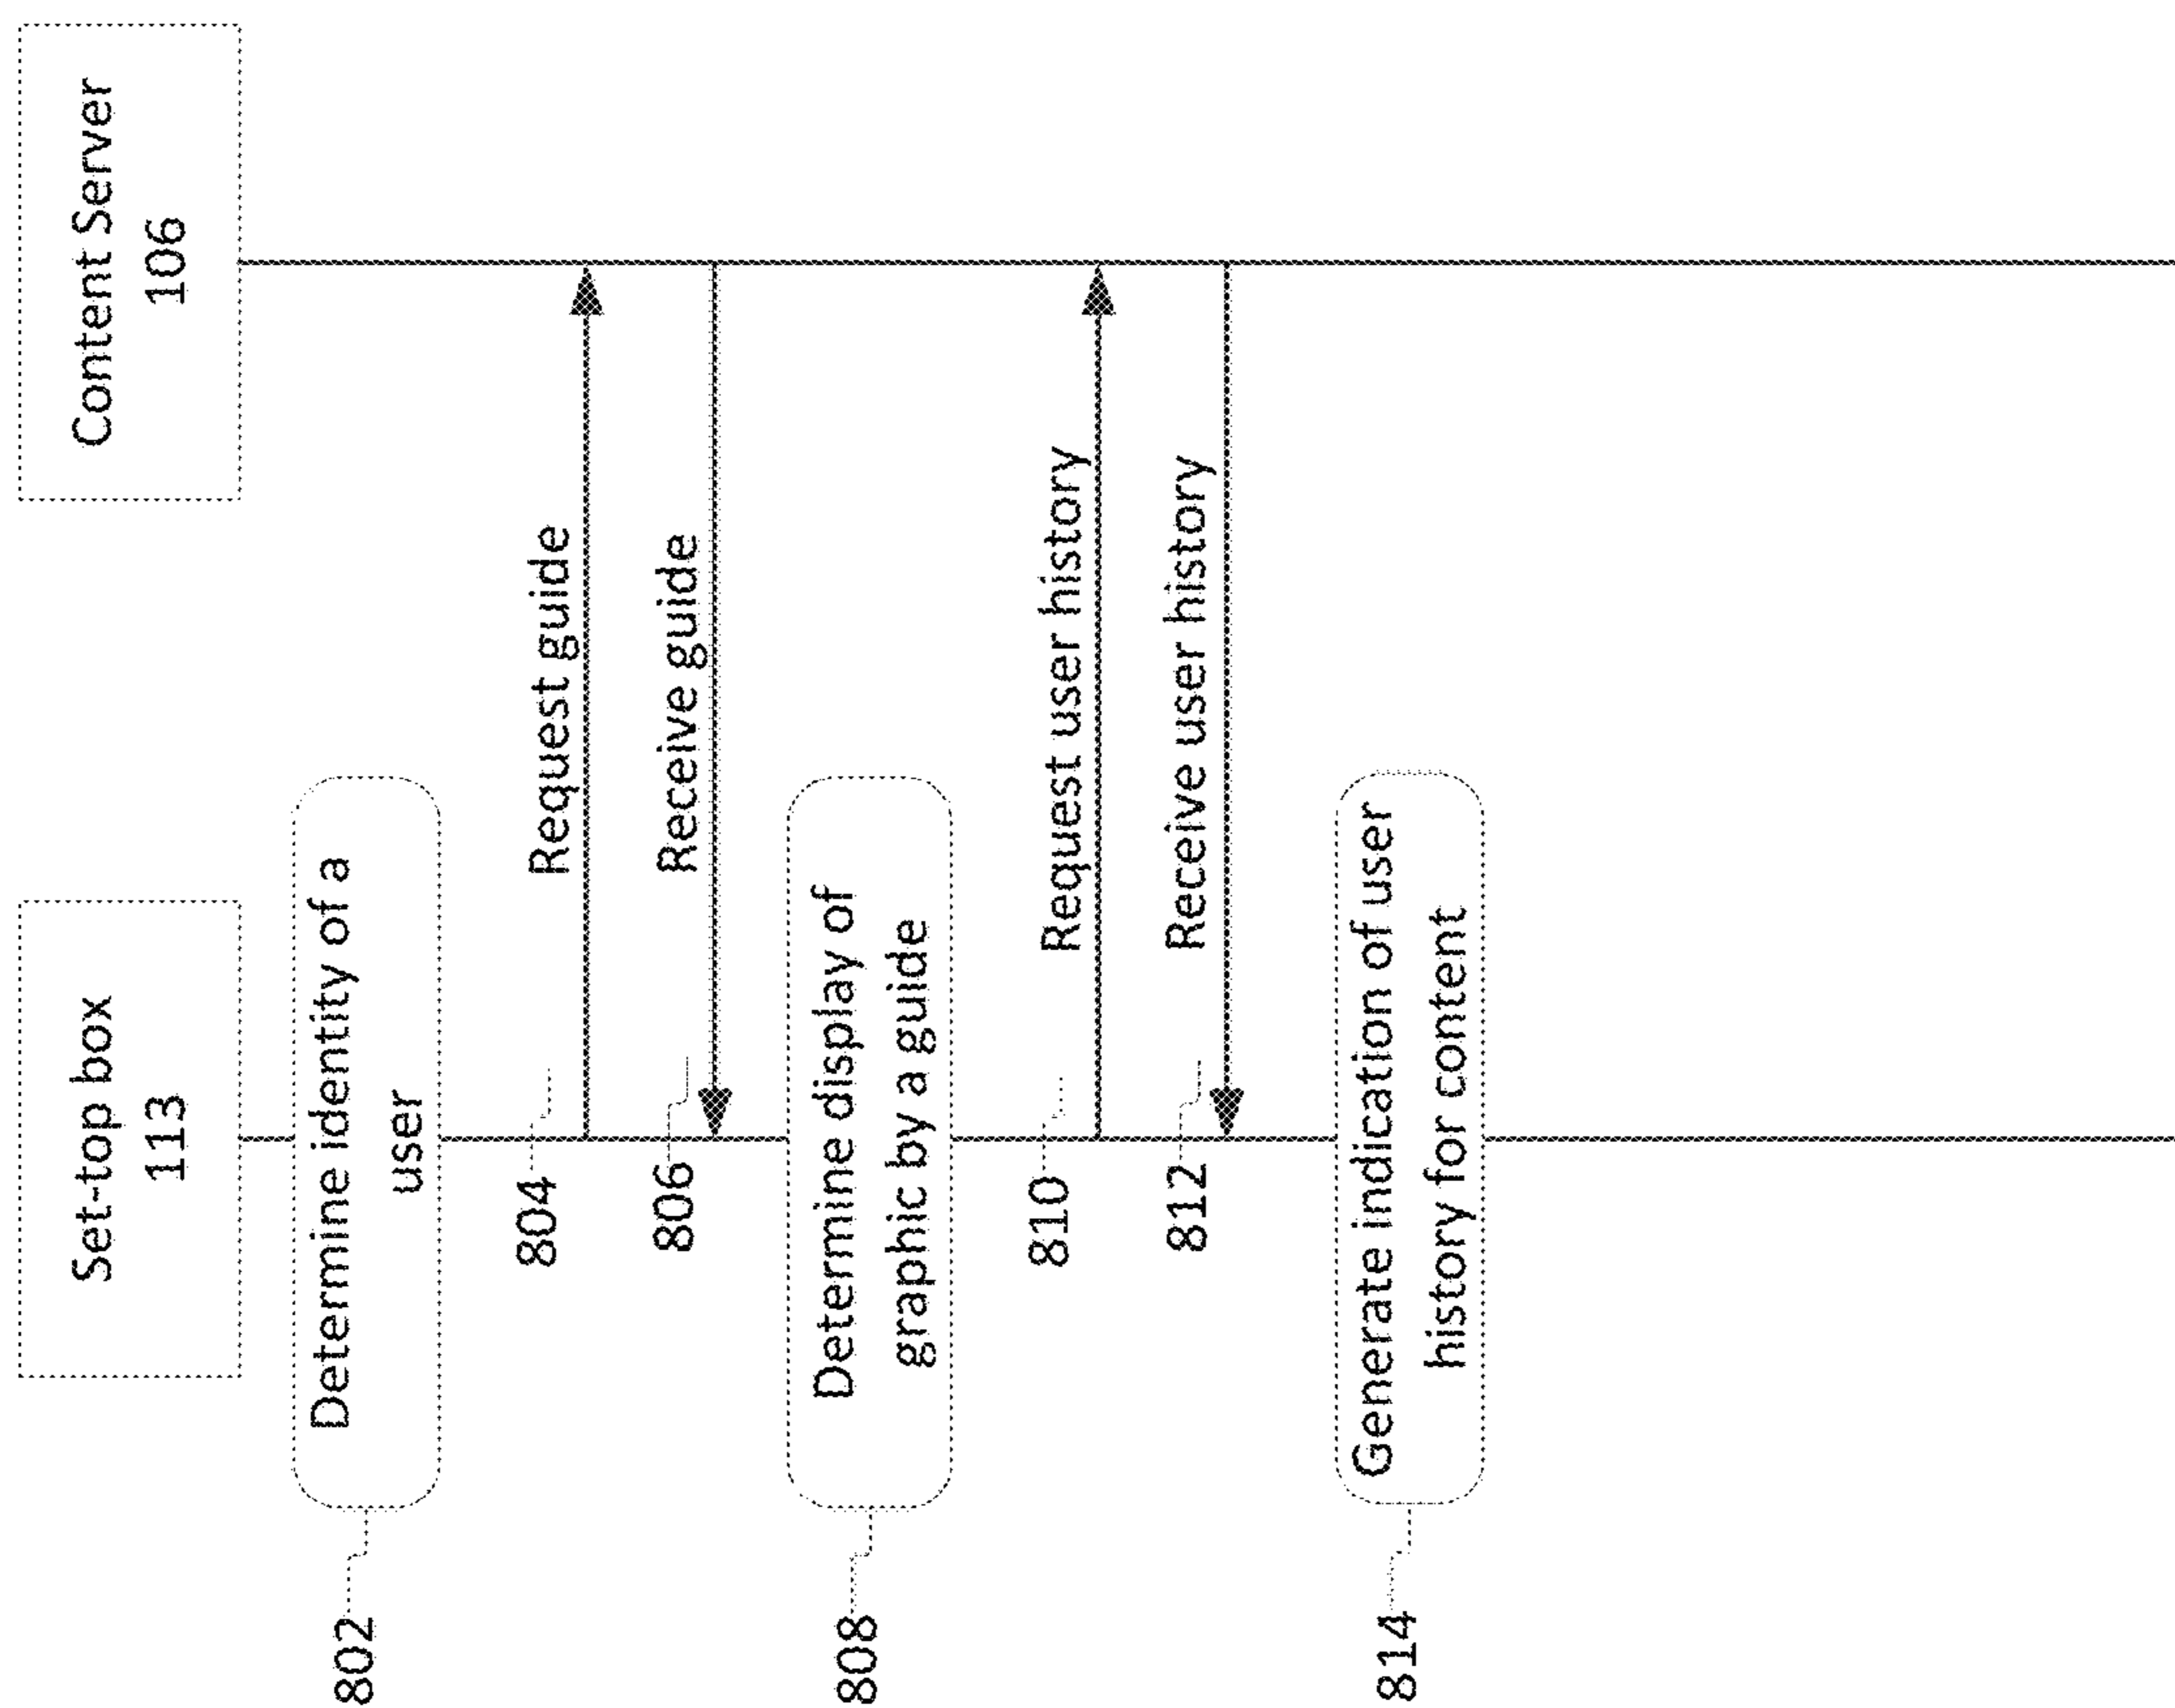 Set-top box
113
Content Server
106
802
Determine identity of a
user
804
Request guide
806
Receive guide
808
Determine display of
graphic by a guide
810
Request user history
812
Receive user history
814
Generate indication of user
history for content